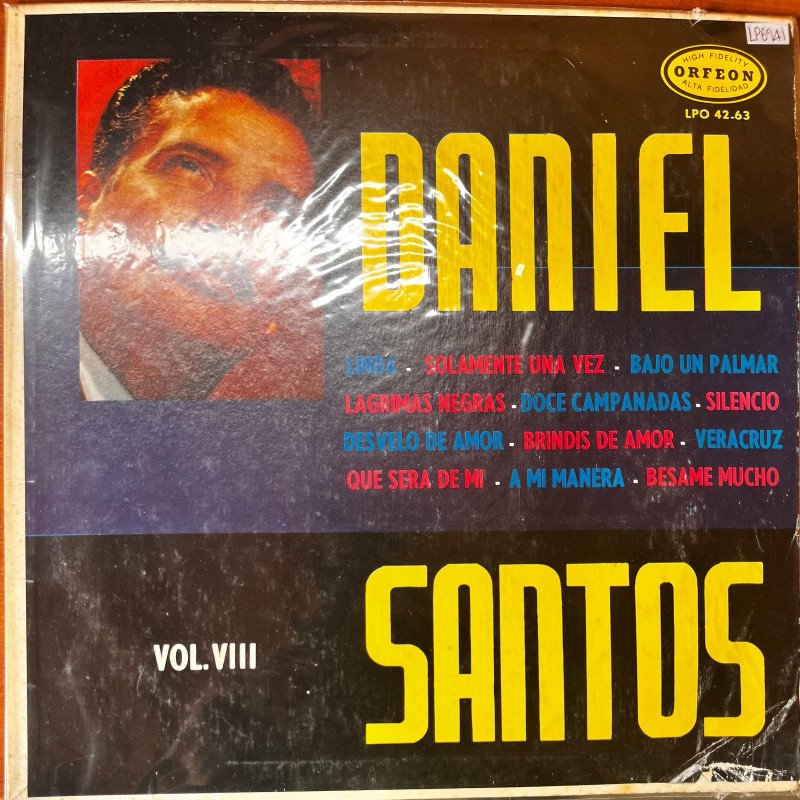 LP6941
HIGH FIDELITY
ORFEON
ALTA FIDELIDAD
LPO 42-63
DANIEL
LINDA - SOLAMENTE UNA VEZ - BAJO UN PALMAR
LAGRIMAS NEGRAS - DOCE CAMPANADAS - SILENCIO
DESVELO DE AMOR - BRINDIS DE AMOR - VERACRUZ
QUE SERA DE MI - A MI MANERA - BESAME MUCHO
VOL. VIII
SANTOS